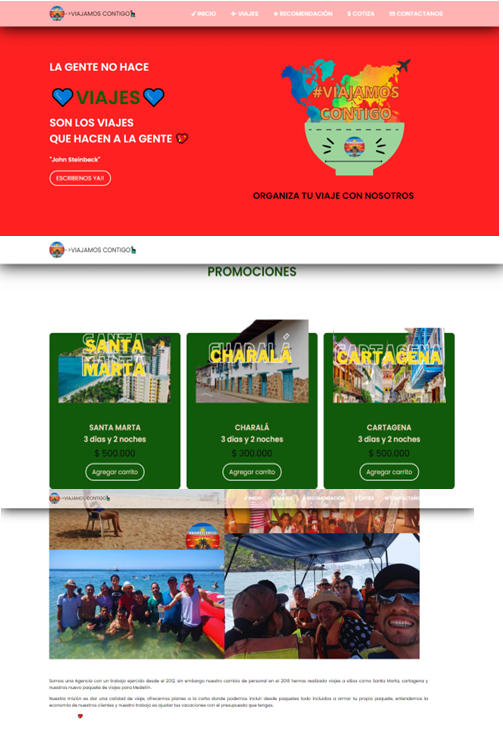 ->VIAJAMOS CONTIGO
INICIO VIAJES RECOMENDACIÓN $ COTIZA CONTACTANOS
LA GENTE NO HACE
VIAJES
SON LOS VIAJES
QUE HACEN A LA GENTE
"John Steinbeck"
ESCRIBENOS YA!!
#VIAJAMOS
CONTIGO
ORGANIZA TU VIAJE CON NOSOTROS
->VIAJAMOS CONTIGO
PROMOCIONES
SANTA
MARTA
CHARALÁ
CARTAGENA
SANTA MARTA
3 dias y 2 noches
$ 500.000
Agregar carrito
CHARALÁ
3 dias y 2 noches
$ 300.000
Agregar carrito
CARTAGENA
3 dias y 2 noches
$ 500.000
Agregar carrito
->VIAJAMOS CONTIGO
INICIO VIAJES RECOMENDACIÓN $ COTIZA CONTACTANOS
Somos una Agencia con un trabajo ejercido desde el 2012, sin embargo nuestro cambio de personal en el 2018 hemos realizado viajes a sitios como Santa Marta, cartagena y
nuestros nuevo paquete de viajes para Medellin.
Nuestra misión es dar una calidad de viaje, ofrecemos planes a la carta donde podemos incluir desde paquetes todo incluidos a armar tu propio paquete, entendemos la
economía de nuestros clientes y nuestro trabajo es ajustar tus vacaciones con el presupuesto que tengas.